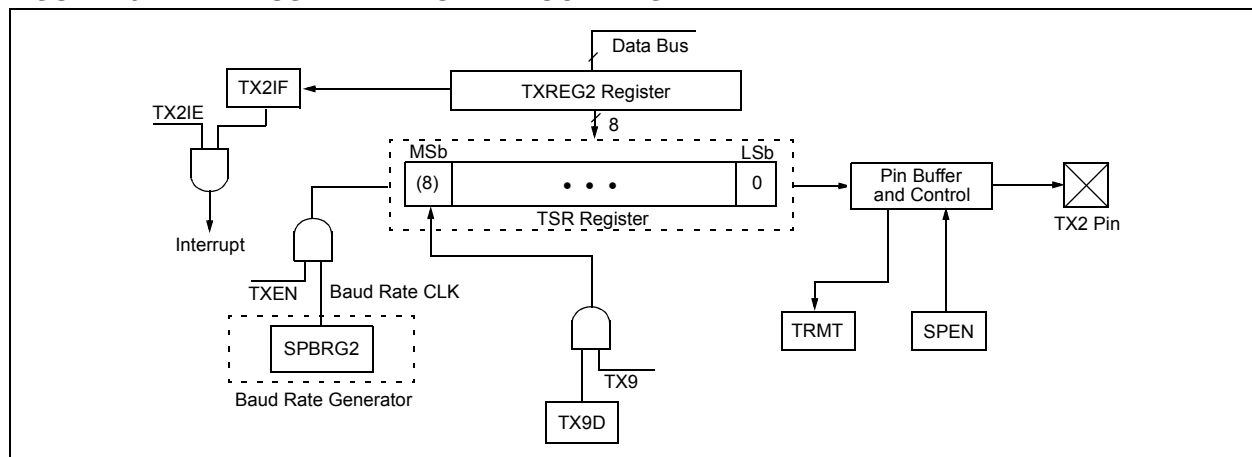 Data Bus
TX2IF
TXREG2 Register
TX2IE
8
MSb
LSb
(8)
• • •
0
Pin Buffer
and Control
TSR Register
TX2 Pin
Interrupt
TXEN
Baud Rate CLK
TRMT
SPEN
SPBRG2
TX9
Baud Rate Generator
TX9D